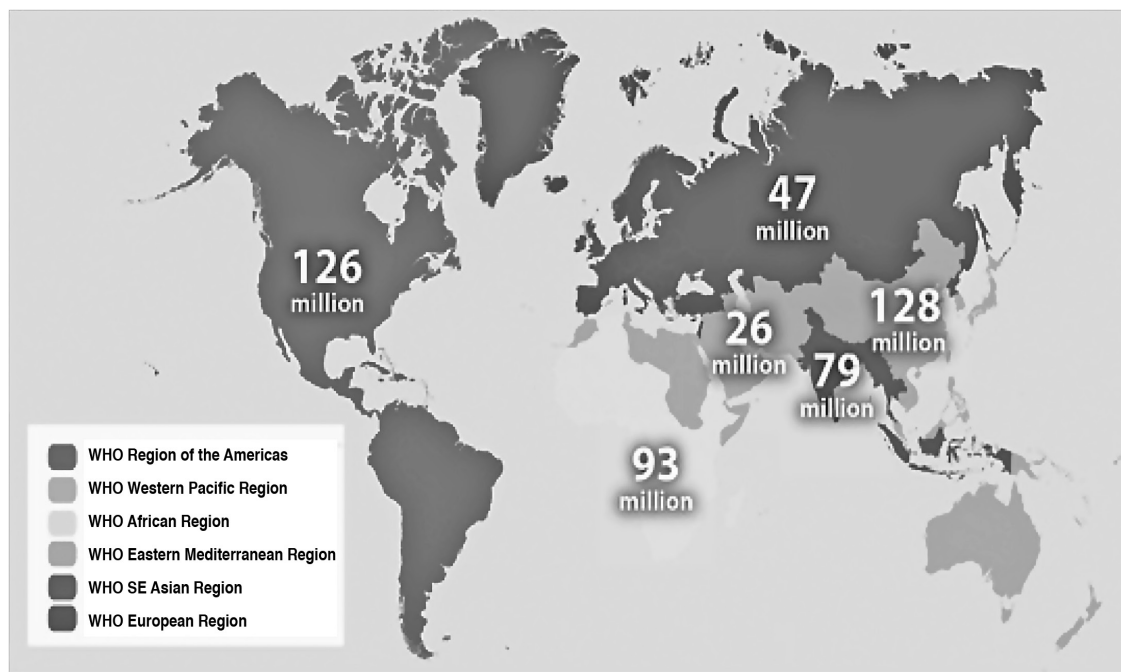 47
million
126
million
128
million
26
million
79
million
93
million
WHO Region of the Americas
WHO Western Pacific Region
WHO African Region
WHO Eastern Mediterranean Region
WHO SE Asian Region
WHO European Region